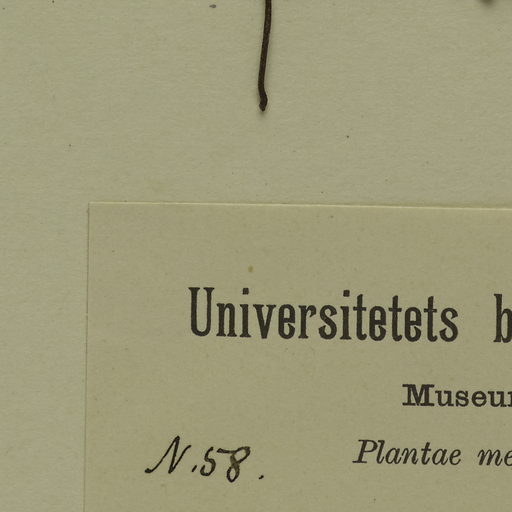 Universitetets b
Museu
N. 58.
Plantae me